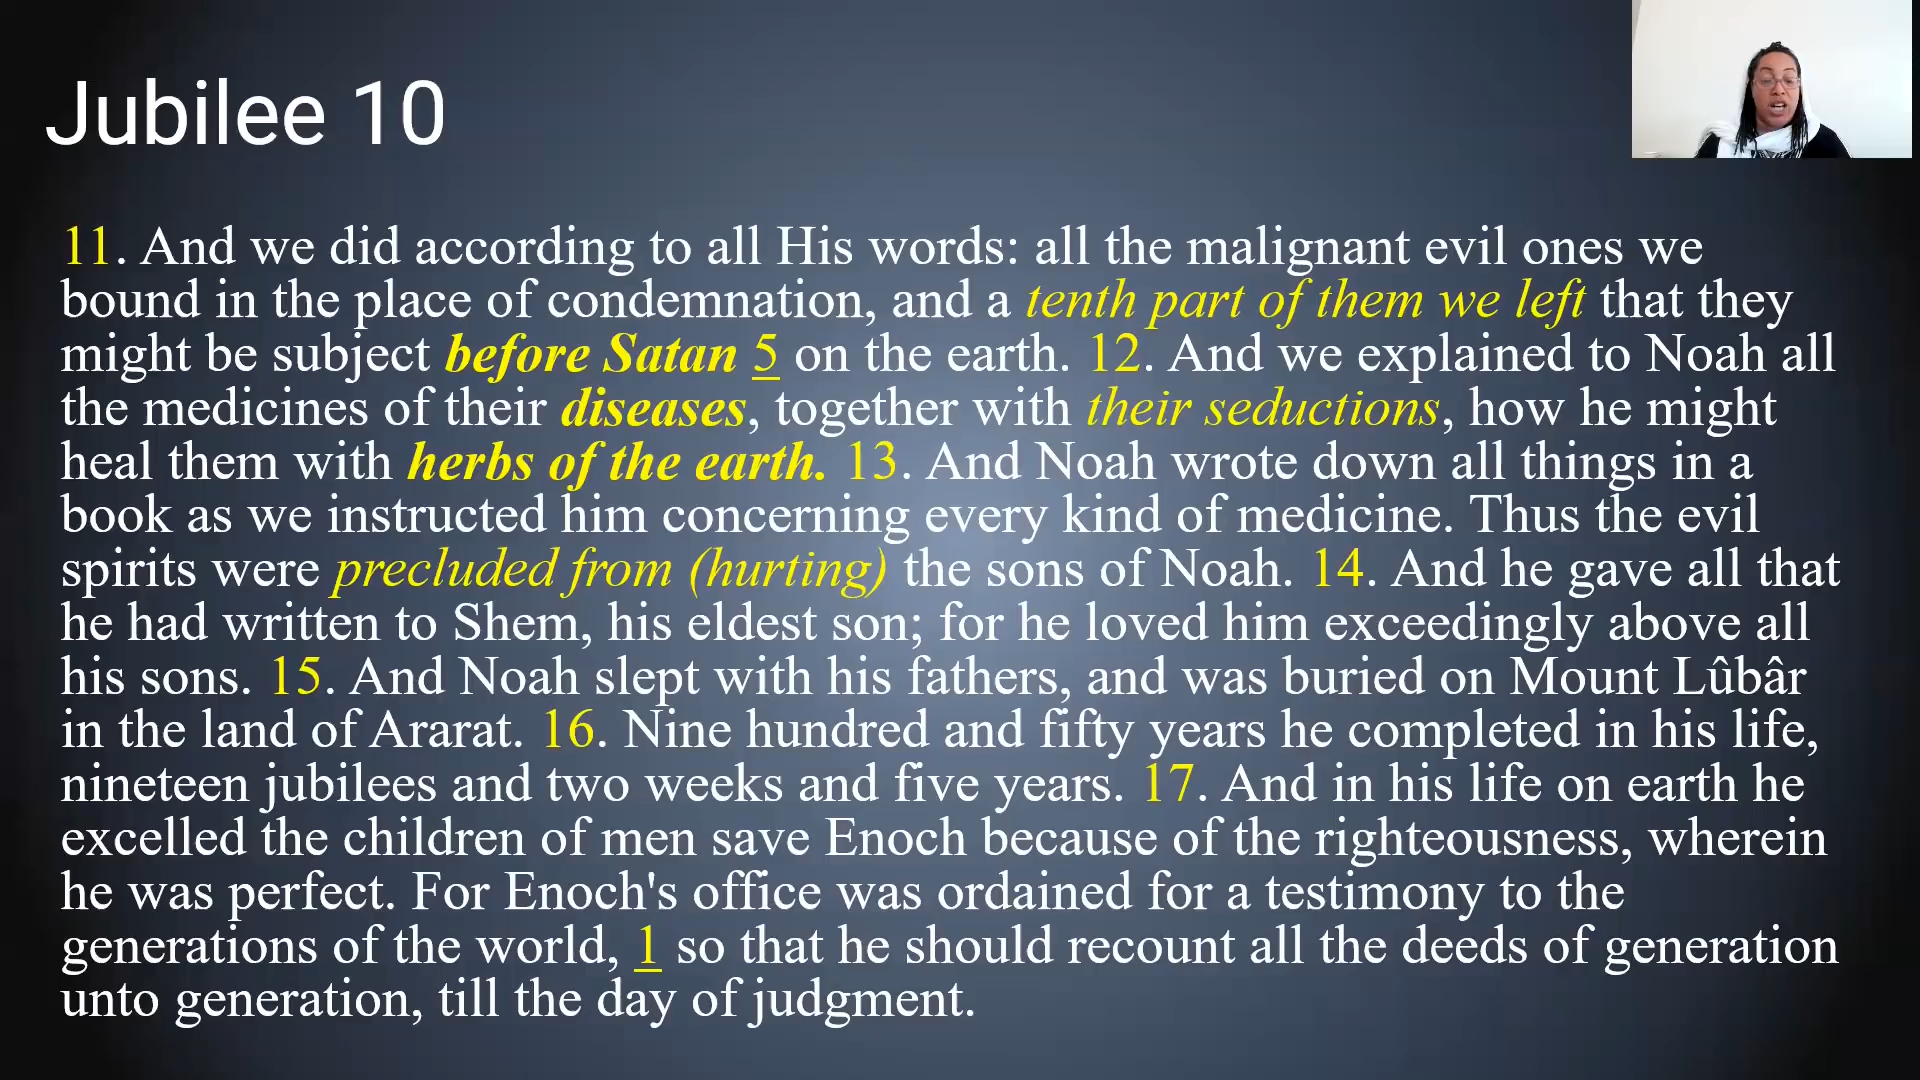 Jubilee 10
11. And we did according to all His words: all the malignant evil ones we
bound in the place of condemnation, and a tenth part of them we left that they
might be subject before Satan 5 on the earth. 12. And we explained to Noah all
the medicines of their diseases, together with their seductions, how he might
heal them with herbs of the earth. 13. And Noah wrote down all things in a
book as we instructed him concerning every kind of medicine. Thus the evil
spirits were precluded from (hurting) the sons of Noah. 14. And he gave all that
he had written to Shem, his eldest son; for he loved him exceedingly above all
his sons. 15. And Noah slept with his fathers, and was buried on Mount Lûbâr
in the land of Ararat. 16. Nine hundred and fifty years he completed in his life,
nineteen jubilees and two weeks and five years. 17. And in his life on earth he
excelled the children of men save Enoch because of the righteousness, wherein
he was perfect. For Enoch's office was ordained for a testimony to the
generations of the world, 1 so that he should recount all the deeds of generation
unto generation, till the day of judgment.